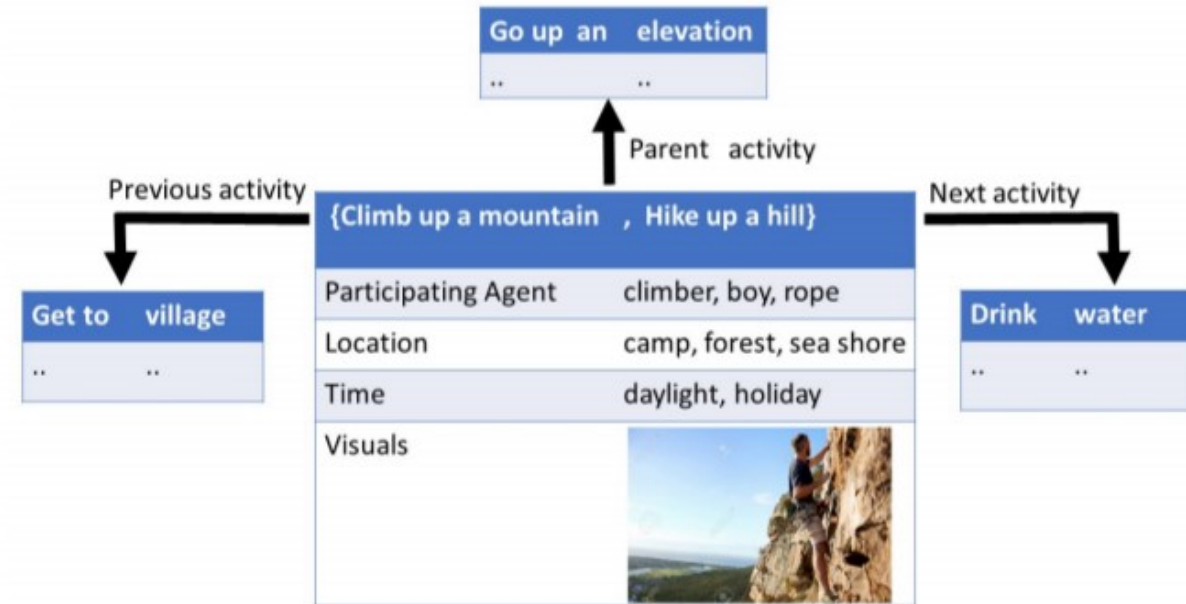 Go up an elevation
.. ..
Parent activity
Previous activity
Next activity
{Climb up a mountain , Hike up a hill}
Get to village
.. ..
Participating Agent climber, boy, rope
Location camp, forest, sea shore
Time daylight, holiday
Visuals
Drink water
.. ..